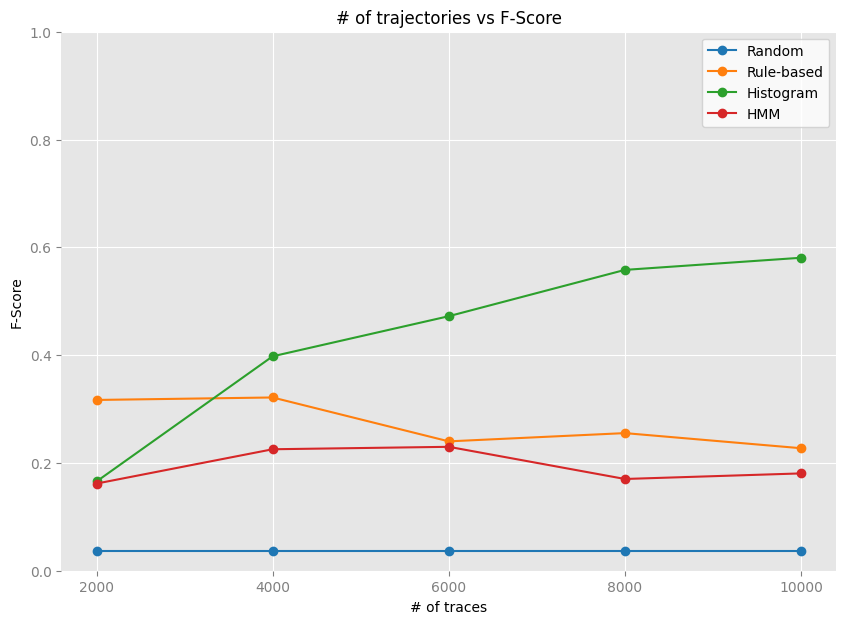 # of trajectories vs F-Score
1.0
0.8
0.6
0.4
0.2
0.0
F-Score
Random
Rule-based
Histogram
HMM
2000 4000 6000 8000 10000
# of traces